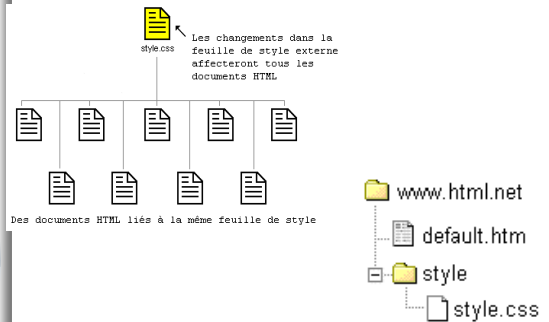 style.css
Les changements dans la
feuille de style externe
affecteront tous les
documents HTML
Des documents HTML liés à la même feuille de style
www.html.net
default.htm
style
style.css